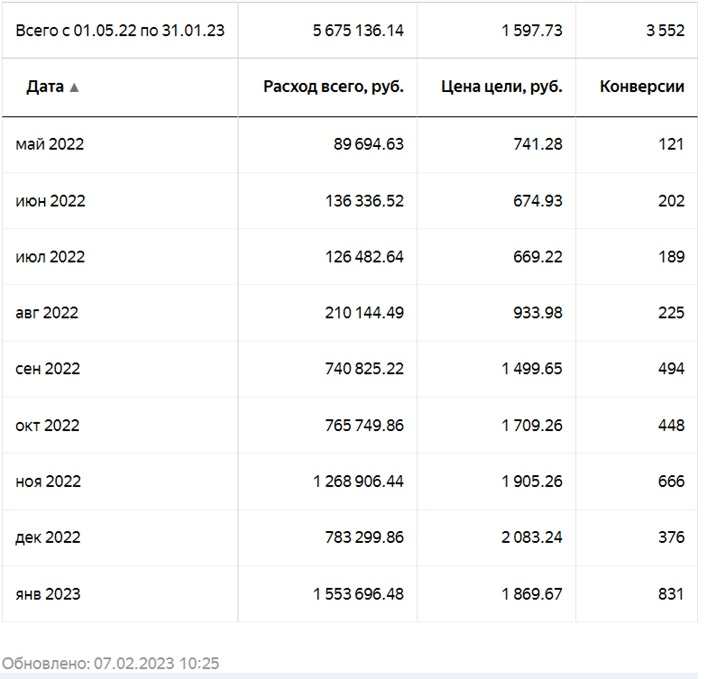 Всего с 01.05.22 по 31.01.23 5 675 136.14 1 597.73 3 552
Дата ▲ Расход всего, руб. Цена цели, руб. Конверсии
май 2022 89 694.63 741.28 121
июн 2022 136 336.52 674.93 202
июл 2022 126 482.64 669.22 189
авг 2022 210 144.49 933.98 225
сен 2022 740 825.22 1 499.65 494
окт 2022 765 749.86 1 709.26 448
ноя 2022 1 268 906.44 1 905.26 666
дек 2022 783 299.86 2 083.24 376
янв 2023 1 553 696.48 1 869.67 831
Обновлено: 07.02.2023 10:25